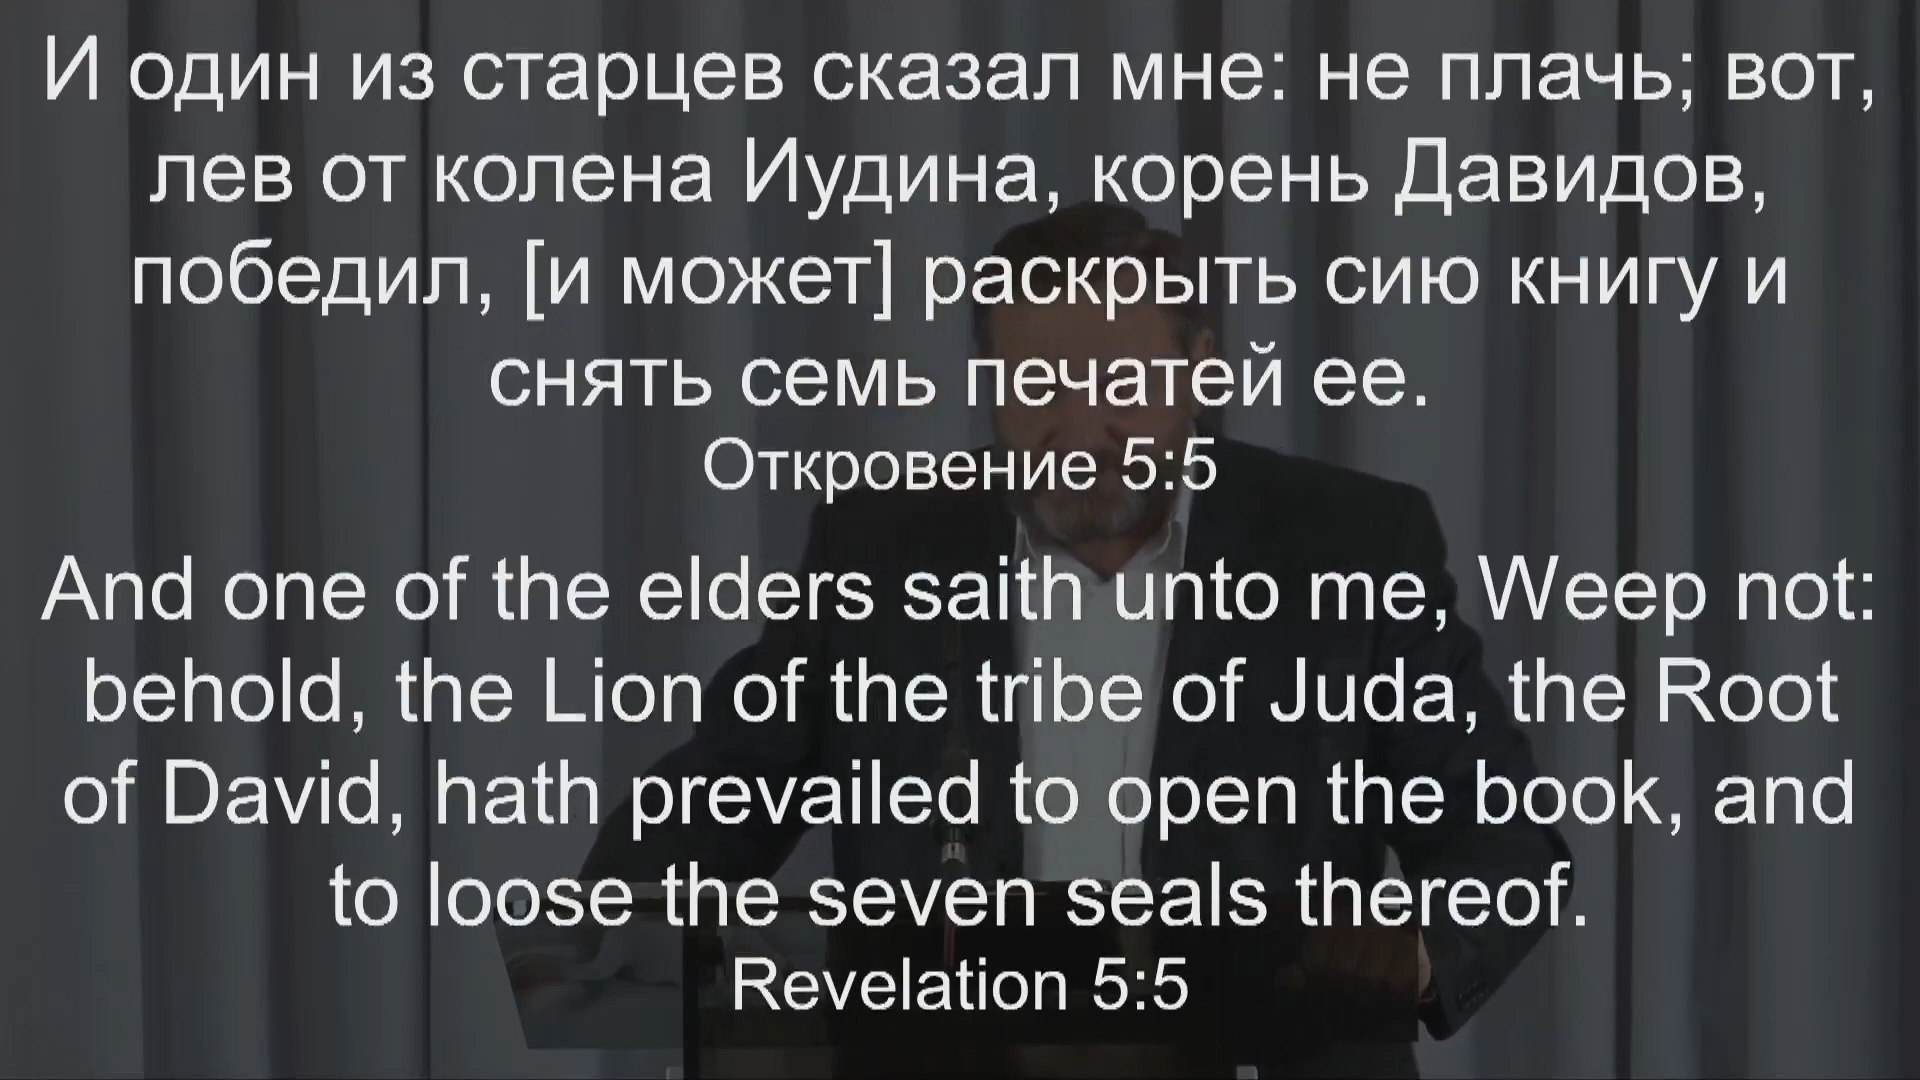 И один из старцев сказал мне: не плачь; вот,
лев от колена Иудина, корень Давидов,
победил, [и может] раскрыть сию книгу и
снять семь печатей ее.
Откровение 5:5
And one of the elders saith unto me, Weep not:
behold, the Lion of the tribe of Juda, the Root
of David, hath prevailed to open the book, and
to loose the seven seals thereof.
Revelation 5:5